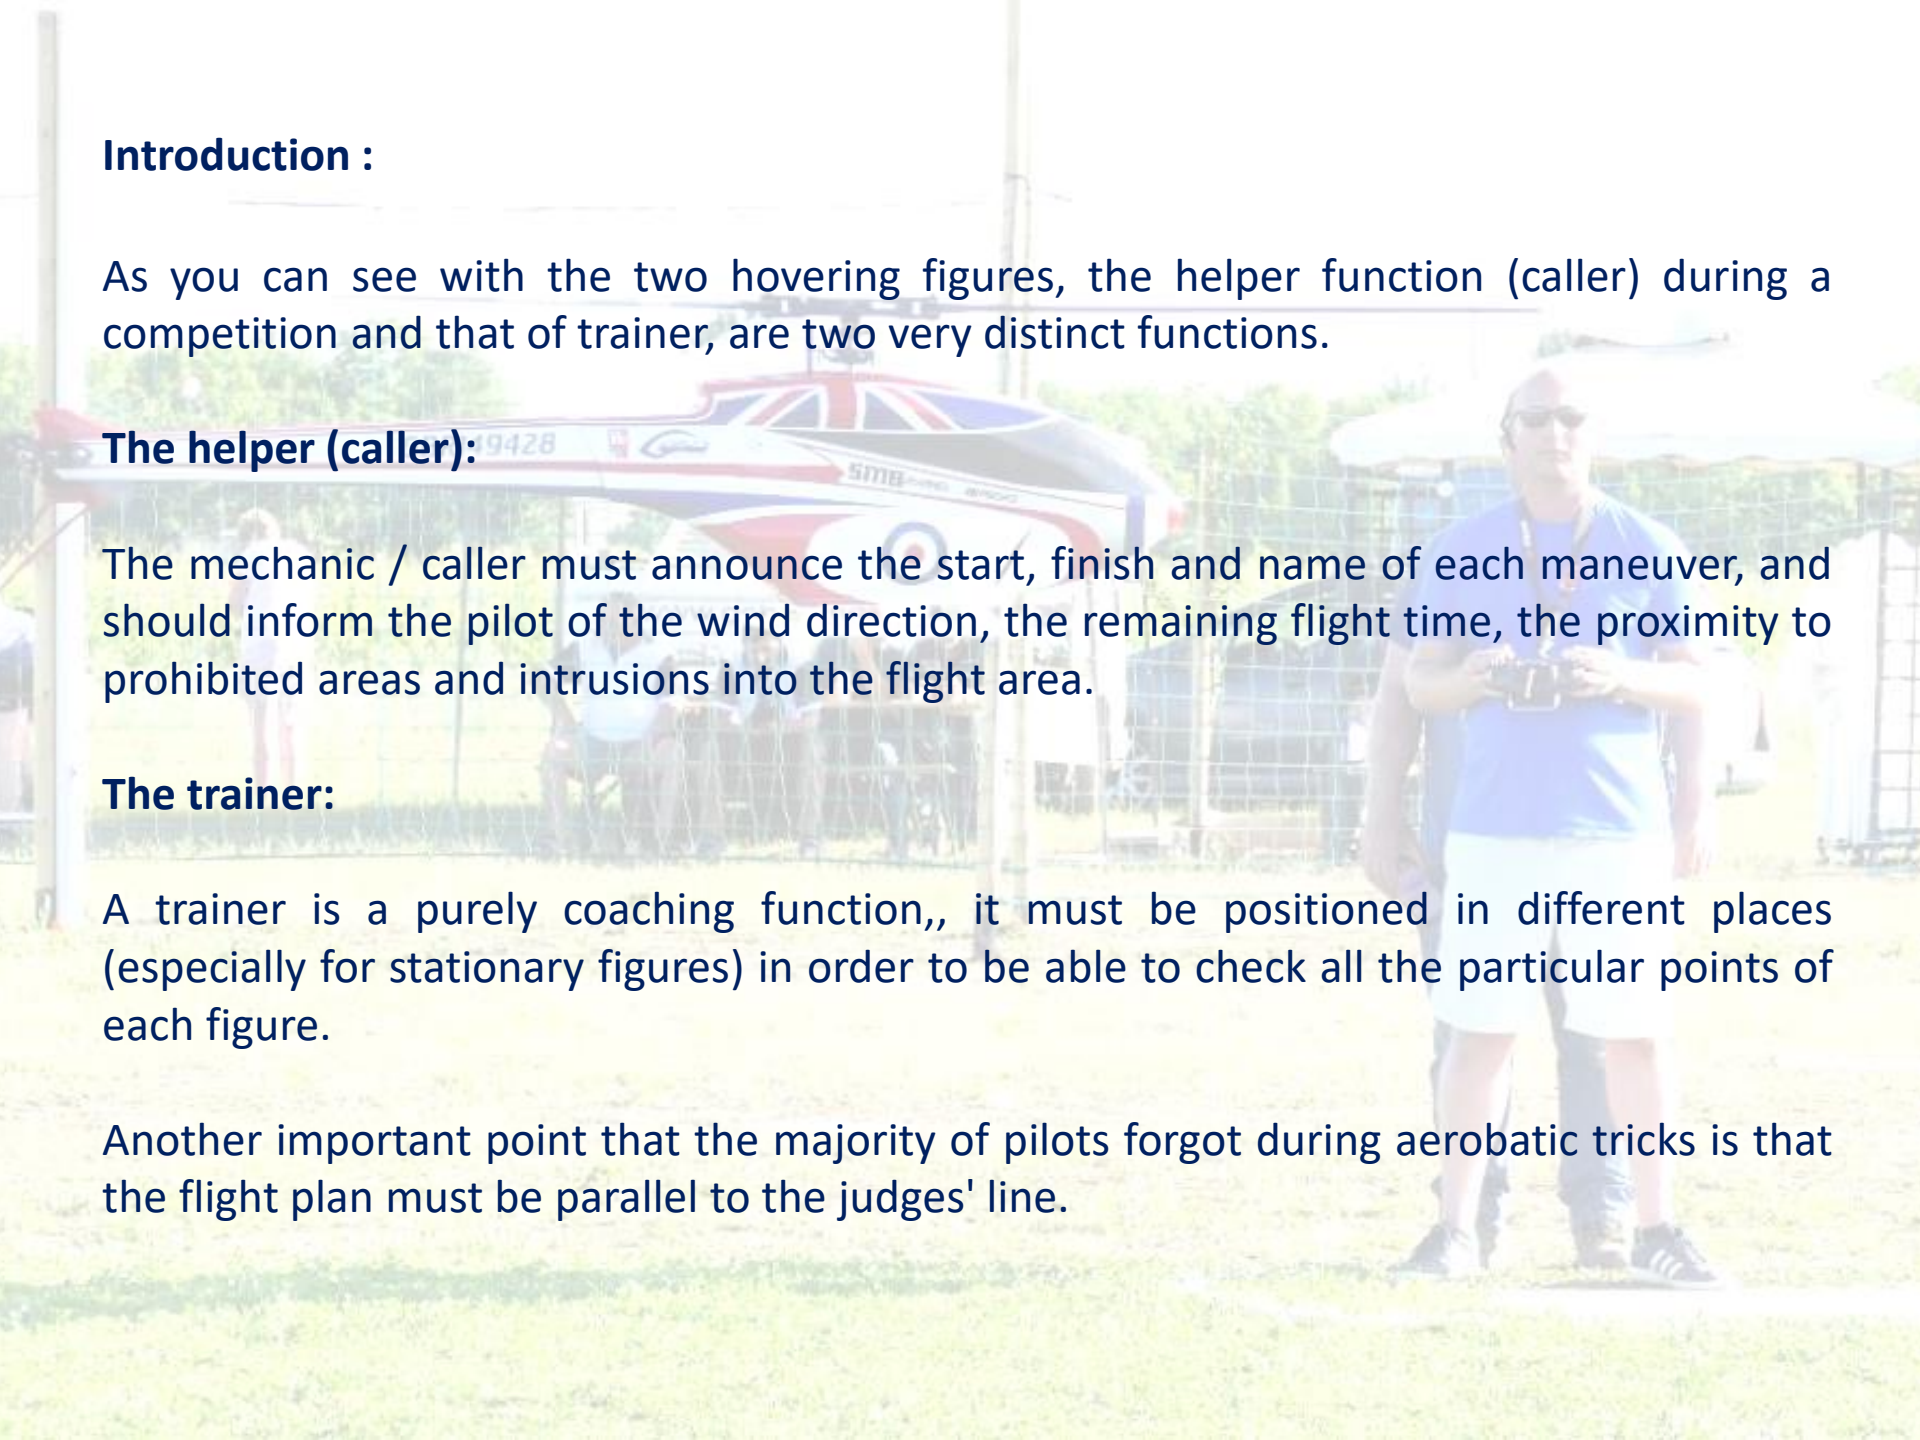 Introduction :
As you can see with the two hovering figures, the helper function (caller) during a
competition and that of trainer, are two very distinct functions.
The helper (caller):
49428
SMB
The mechanic / caller must announce the start, finish and name of each maneuver, and
should inform the pilot of the wind direction, the remaining flight time, the proximity to
prohibited areas and intrusions into the flight area.
The trainer:
A trainer is a purely coaching function,, it must be positioned in different places
(especially for stationary figures) in order to be able to check all the particular points of
each figure.
Another important point that the majority of pilots forgot during aerobatic tricks is that
the flight plan must be parallel to the judges' line.